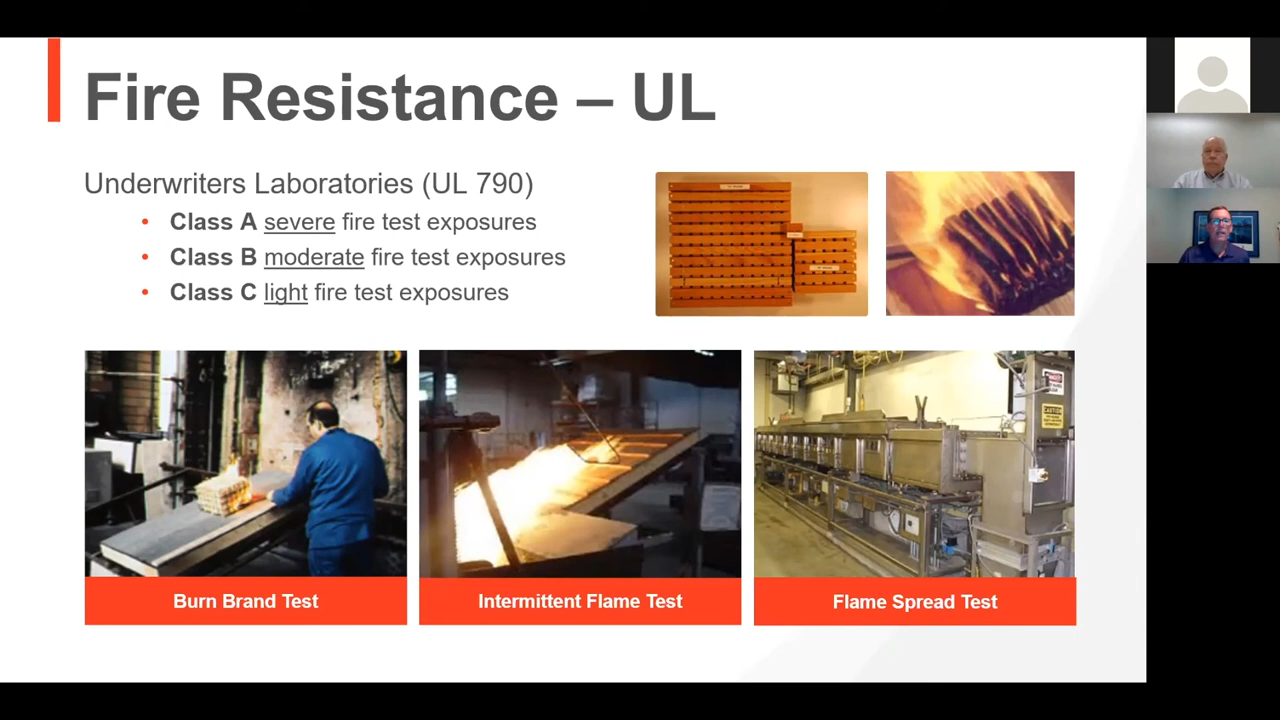 Fire Resistance – UL
Underwriters Laboratories (UL 790)
• Class A severe fire test exposures
• Class B moderate fire test exposures
• Class C light fire test exposures
CAUTION
Burn Brand Test
Intermittent Flame Test
Flame Spread Test